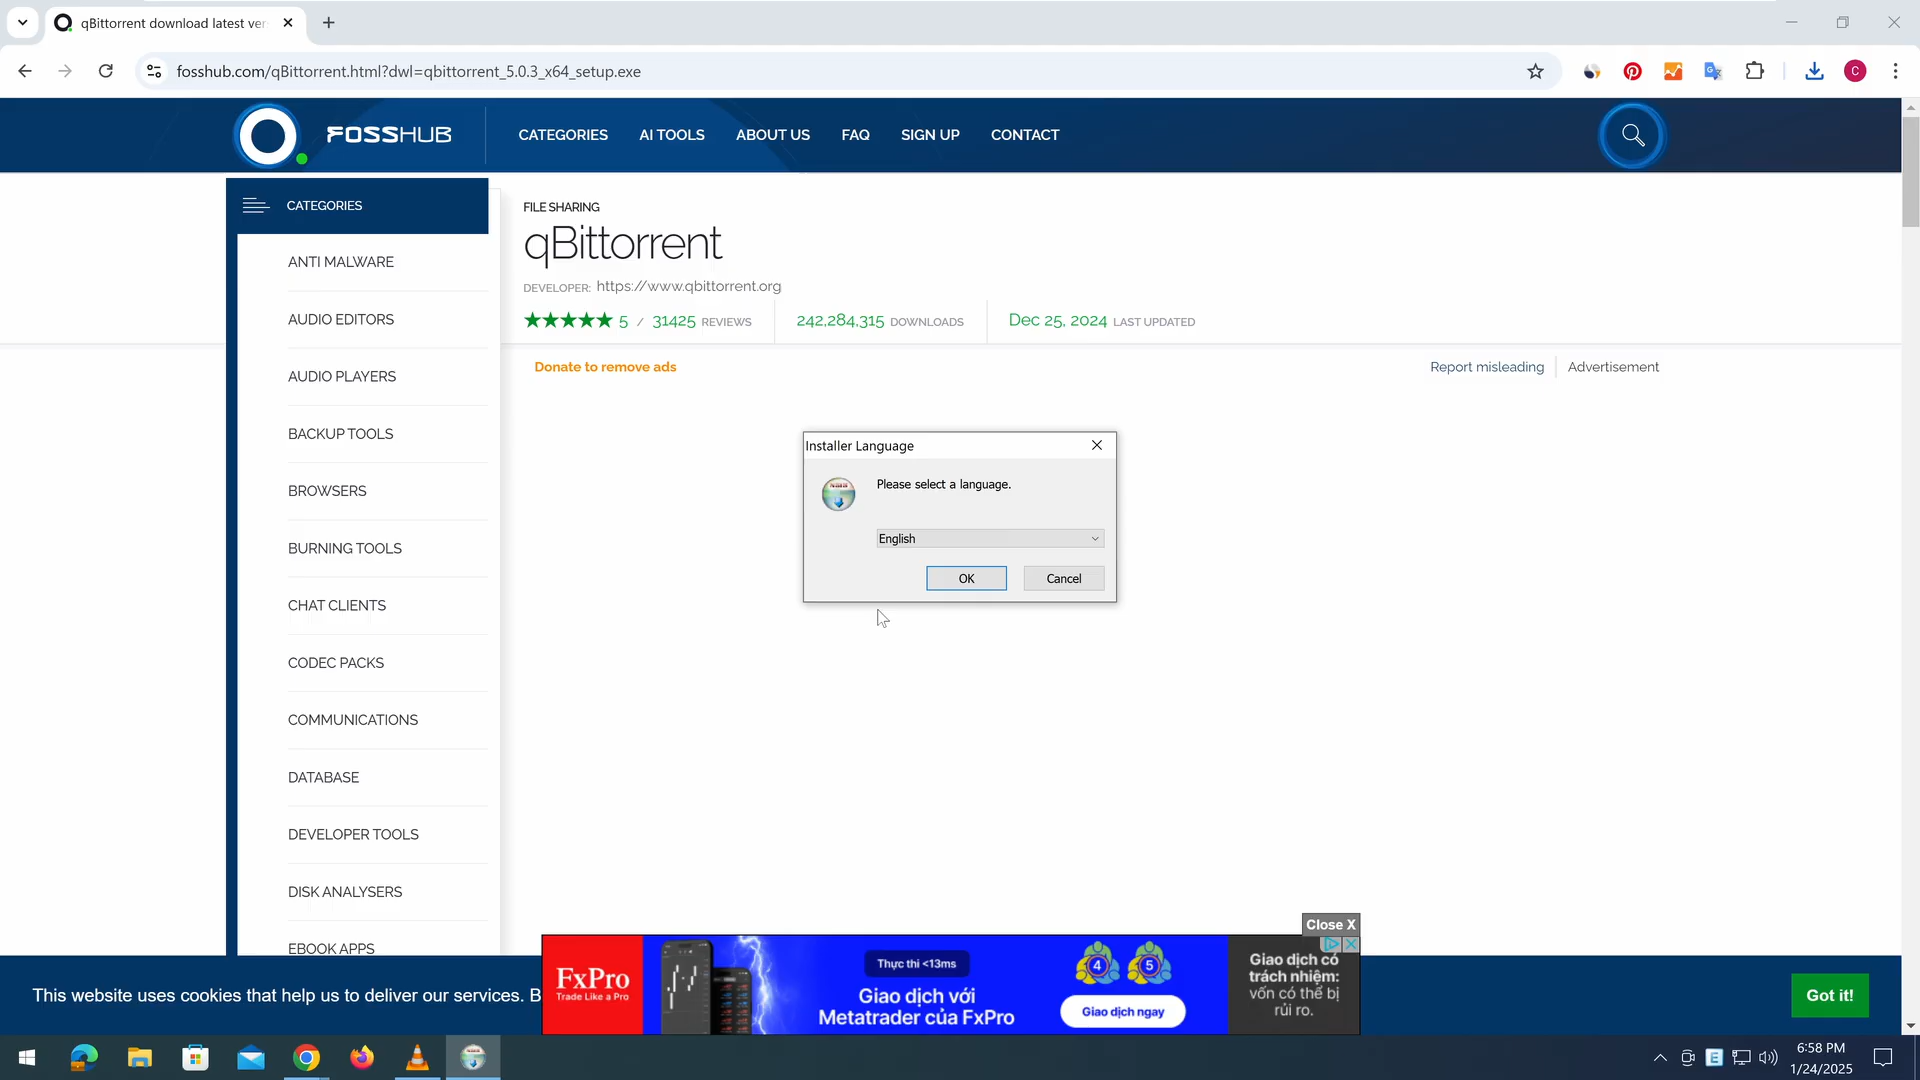 qBittorrent download latest ver
fosshub.com/qBittorrent.html?dwl=qbittorrent_5.0.3_x64_setup.exe
C
FOSSHUB
CATEGORIES
AI TOOLS
ABOUT US
FAQ
SIGN UP
CONTACT
CATEGORIES
ANTI MALWARE
AUDIO EDITORS
AUDIO PLAYERS
BACKUP TOOLS
BROWSERS
BURNING TOOLS
CHAT CLIENTS
CODEC PACKS
COMMUNICATIONS
DATABASE
DEVELOPER TOOLS
DISK ANALYSERS
EBOOK APPS
FILE SHARING
qBittorrent
DEVELOPER: https://www.qbittorrent.org
5 / 31425 REVIEWS
242,284,315 DOWNLOADS
Dec 25, 2024 LAST UPDATED
Donate to remove ads
Report misleading
Advertisement
Installer Language
Please select a language.
English
OK
Cancel
Close X
This website uses cookies that help us to deliver our services. B
FxPro
Trade Like a Pro
Thực thi <13ms
Giao dịch với
Metatrader của FxPro
4
5
Giao dịch ngay
Giao dịch có
trách nhiệm:
vốn có thể bị
rủi ro.
Got it!
E
6:58 PM
1/24/2025